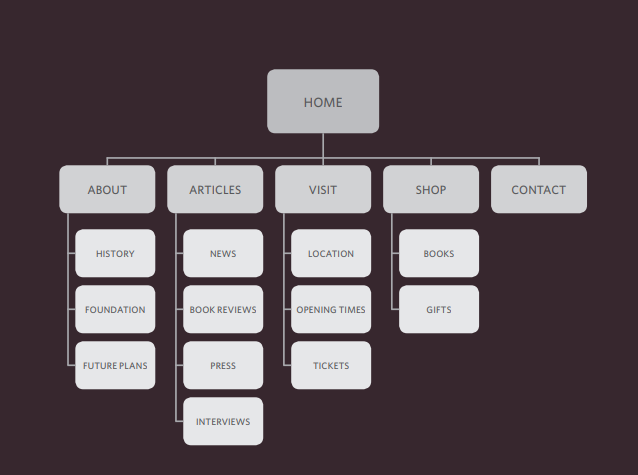 HOME
ABOUT
ARTICLES
VISIT
SHOP
CONTACT
HISTORY
NEWS
LOCATION
BOOKS
FOUNDATION
BOOK REVIEWS
OPENING TIMES
GIFTS
FUTURE PLANS
PRESS
TICKETS
INTERVIEWS